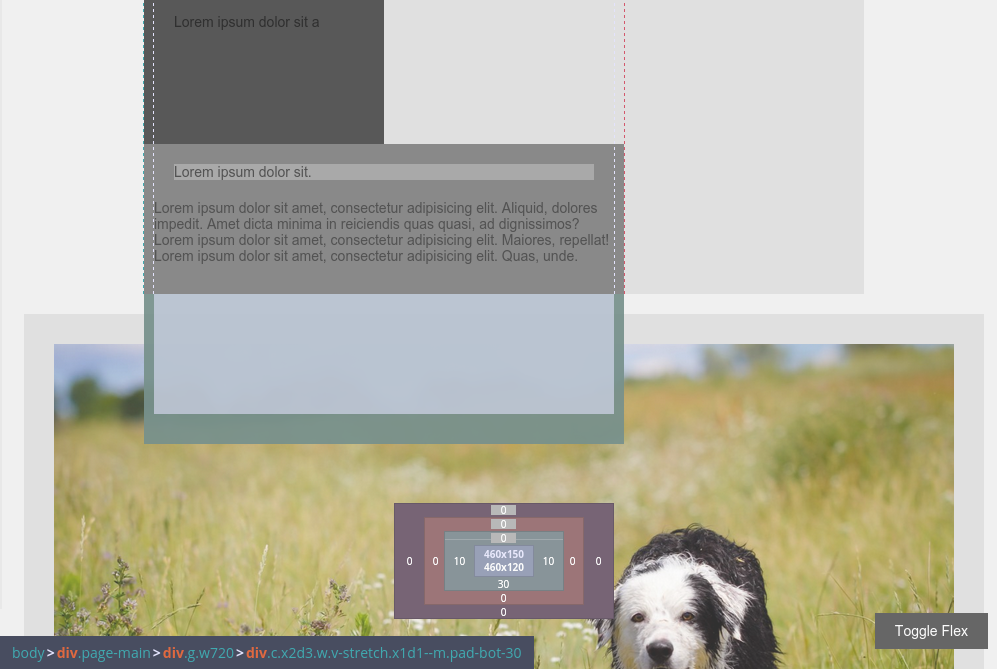 Lorem ipsum dolor sit a
Lorem ipsum dolor sit.
Lorem ipsum dolor sit amet, consectetur adipisicing elit. Aliquid, dolores
impedit. Amet dicta minima in reiciendis quas quasi, ad dignissimos?
Lorem ipsum dolor sit amet, consectetur adipisicing elit. Maiores, repellat!
Lorem ipsum dolor sit amet, consectetur adipisicing elit. Quas, unde.
0
0
0
0 0 10 460x150 10 0 0
460x120
30
0
0
Toggle Flex
body>div.page-main>div.g.w720>div.c.x2d3.w.v-stretch.x1d1--m.pad-bot-30